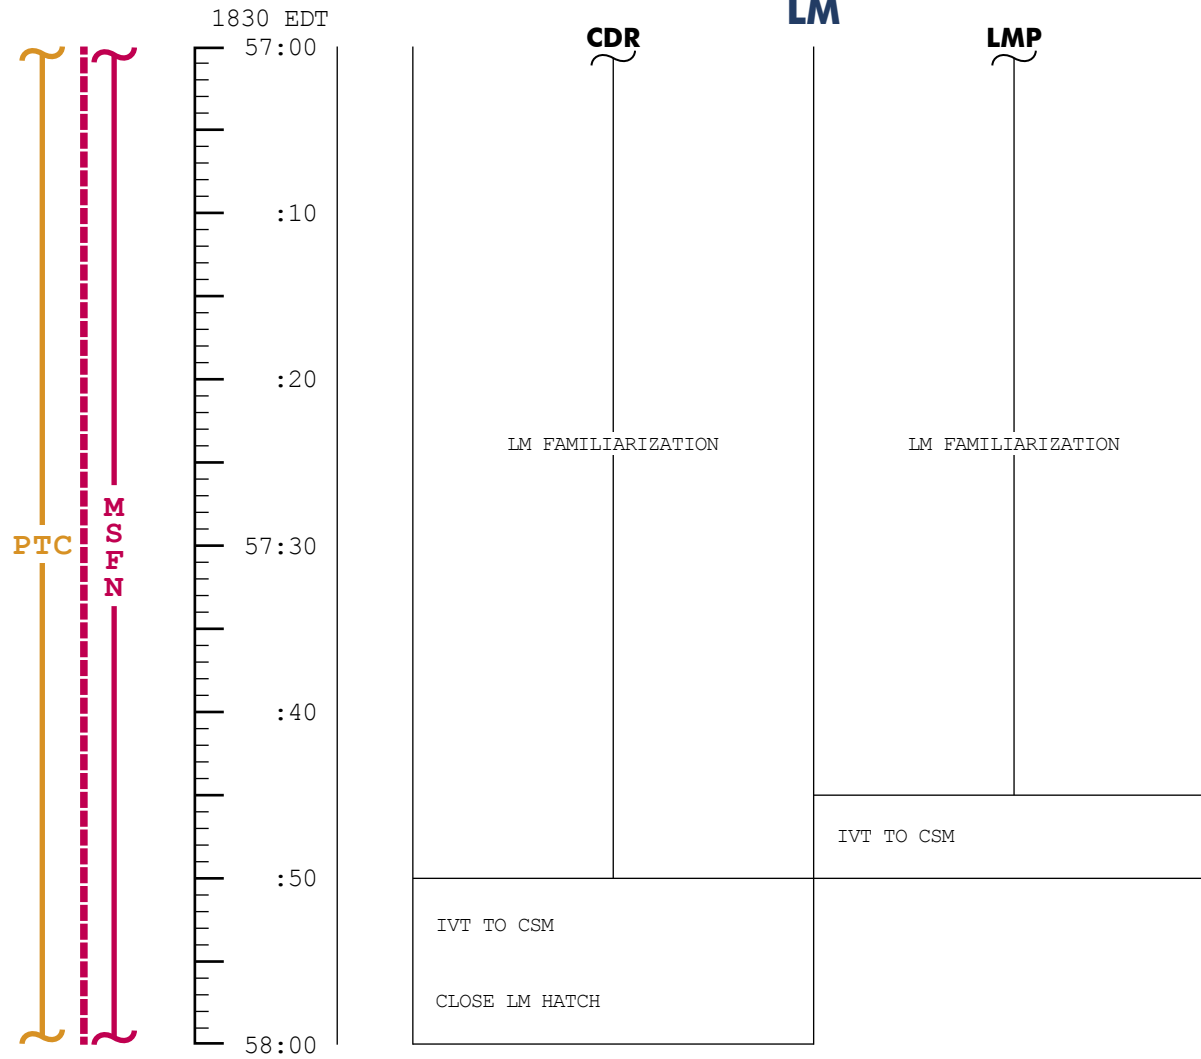 LM
1830 EDT
CDR
LMP
57:00
:10
:20
LM FAMILIARIZATION
LM FAMILIARIZATION
M
S
F
N
PTC
57:30
:40
IVT TO CSM
:50
IVT TO CSM
CLOSE LM HATCH
58:00